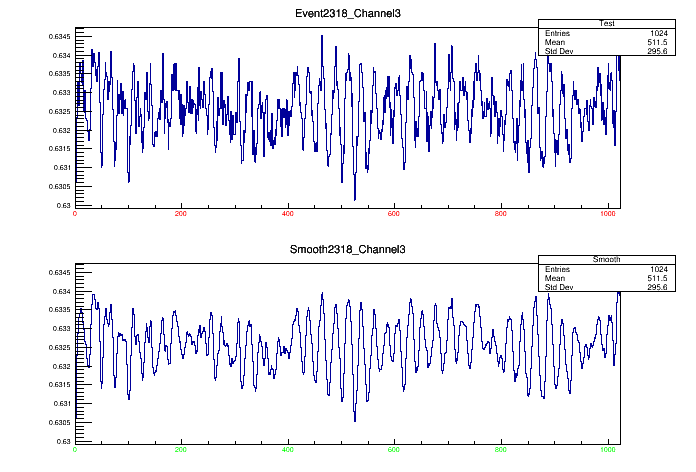 Event2318_Channel3
Test
Entries 1024
Mean 511.5
Std Dev 295.6
0.6345
0.634
0.6335
0.633
0.6325
0.632
0.6315
0.631
0.6305
0.63
0 200 400 600 800 1000
Smooth2318_Channel3
Smooth
Entries 1024
Mean 511.5
Std Dev 295.6
0.6345
0.634
0.6335
0.633
0.6325
0.632
0.6315
0.631
0.6305
0.63
0 200 400 600 800 1000